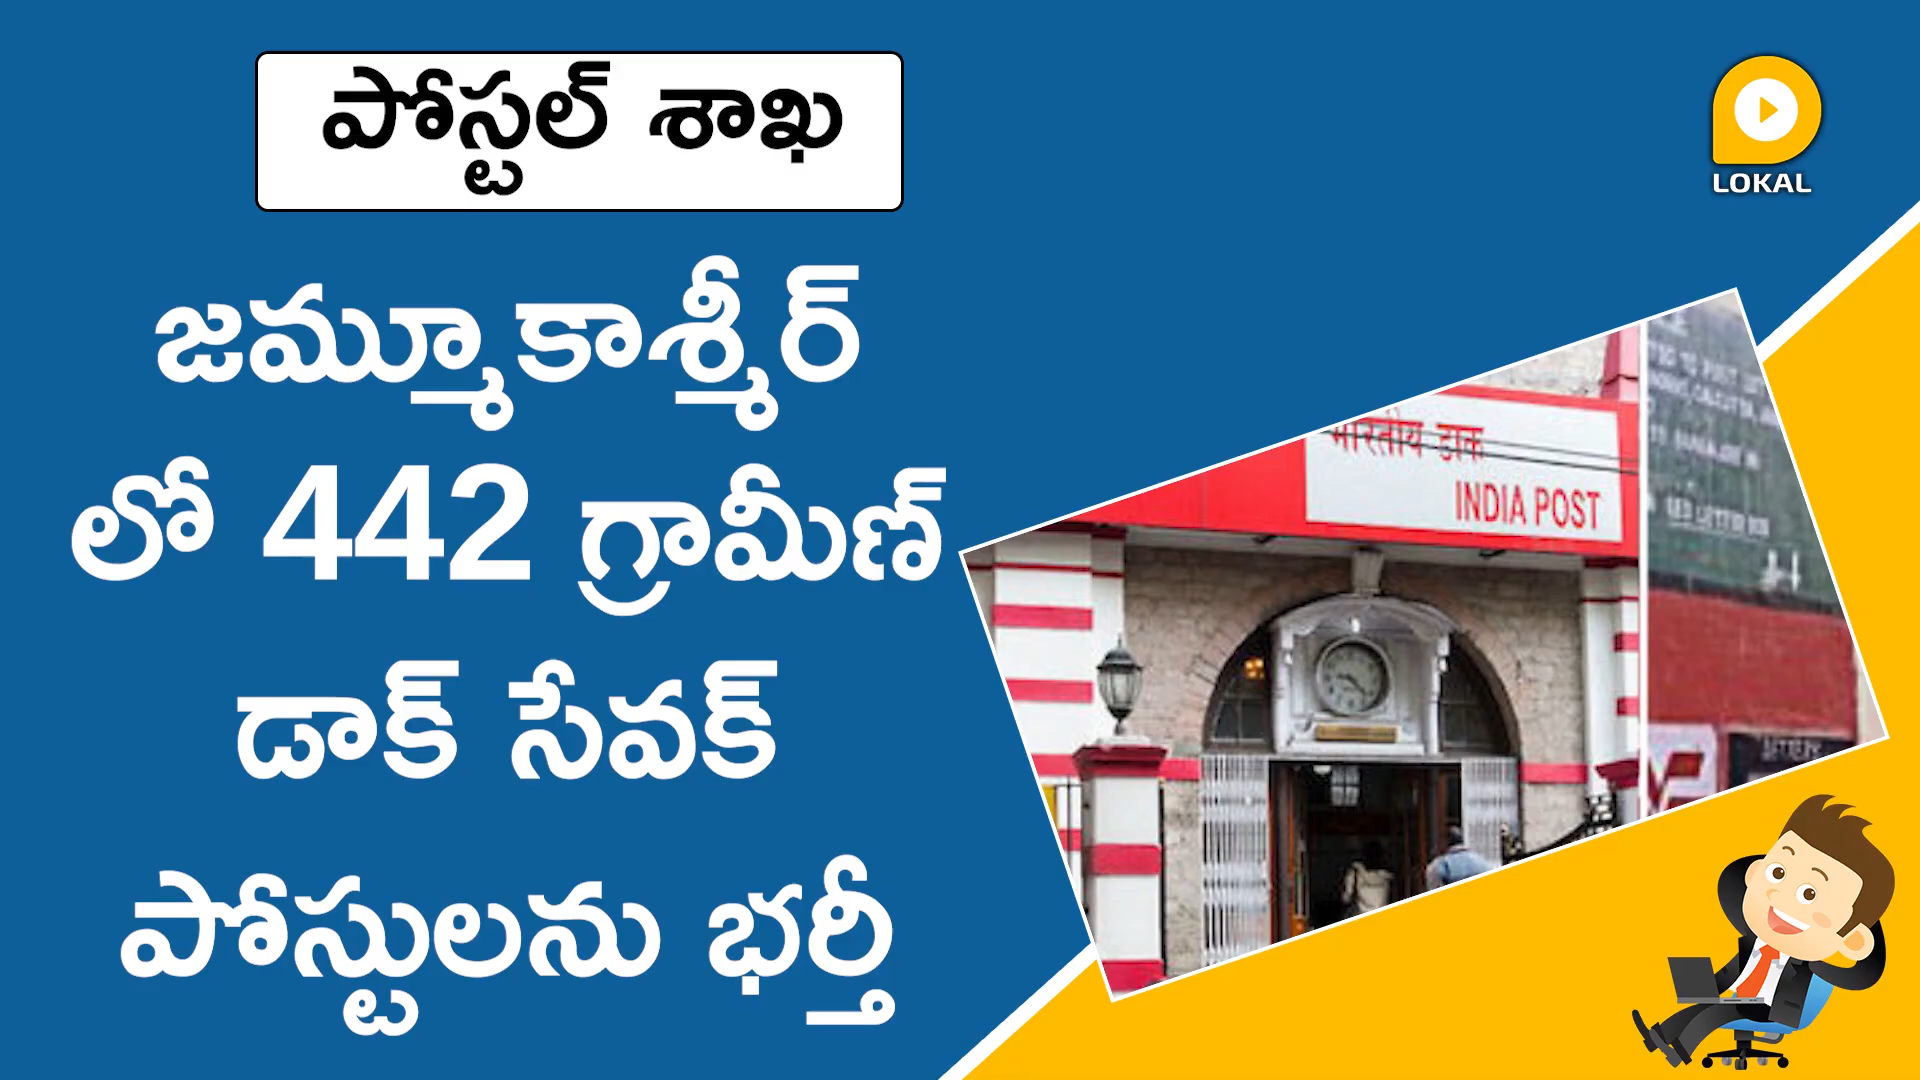 పోస్టల్ శాఖ
LOKAL
జమ్మూకాశ్మీర్
లో 442 గ్రామీణ్
డాక్ సేవక్
పోస్టులను భర్తీ
भारतीय डाक
INDIA POST